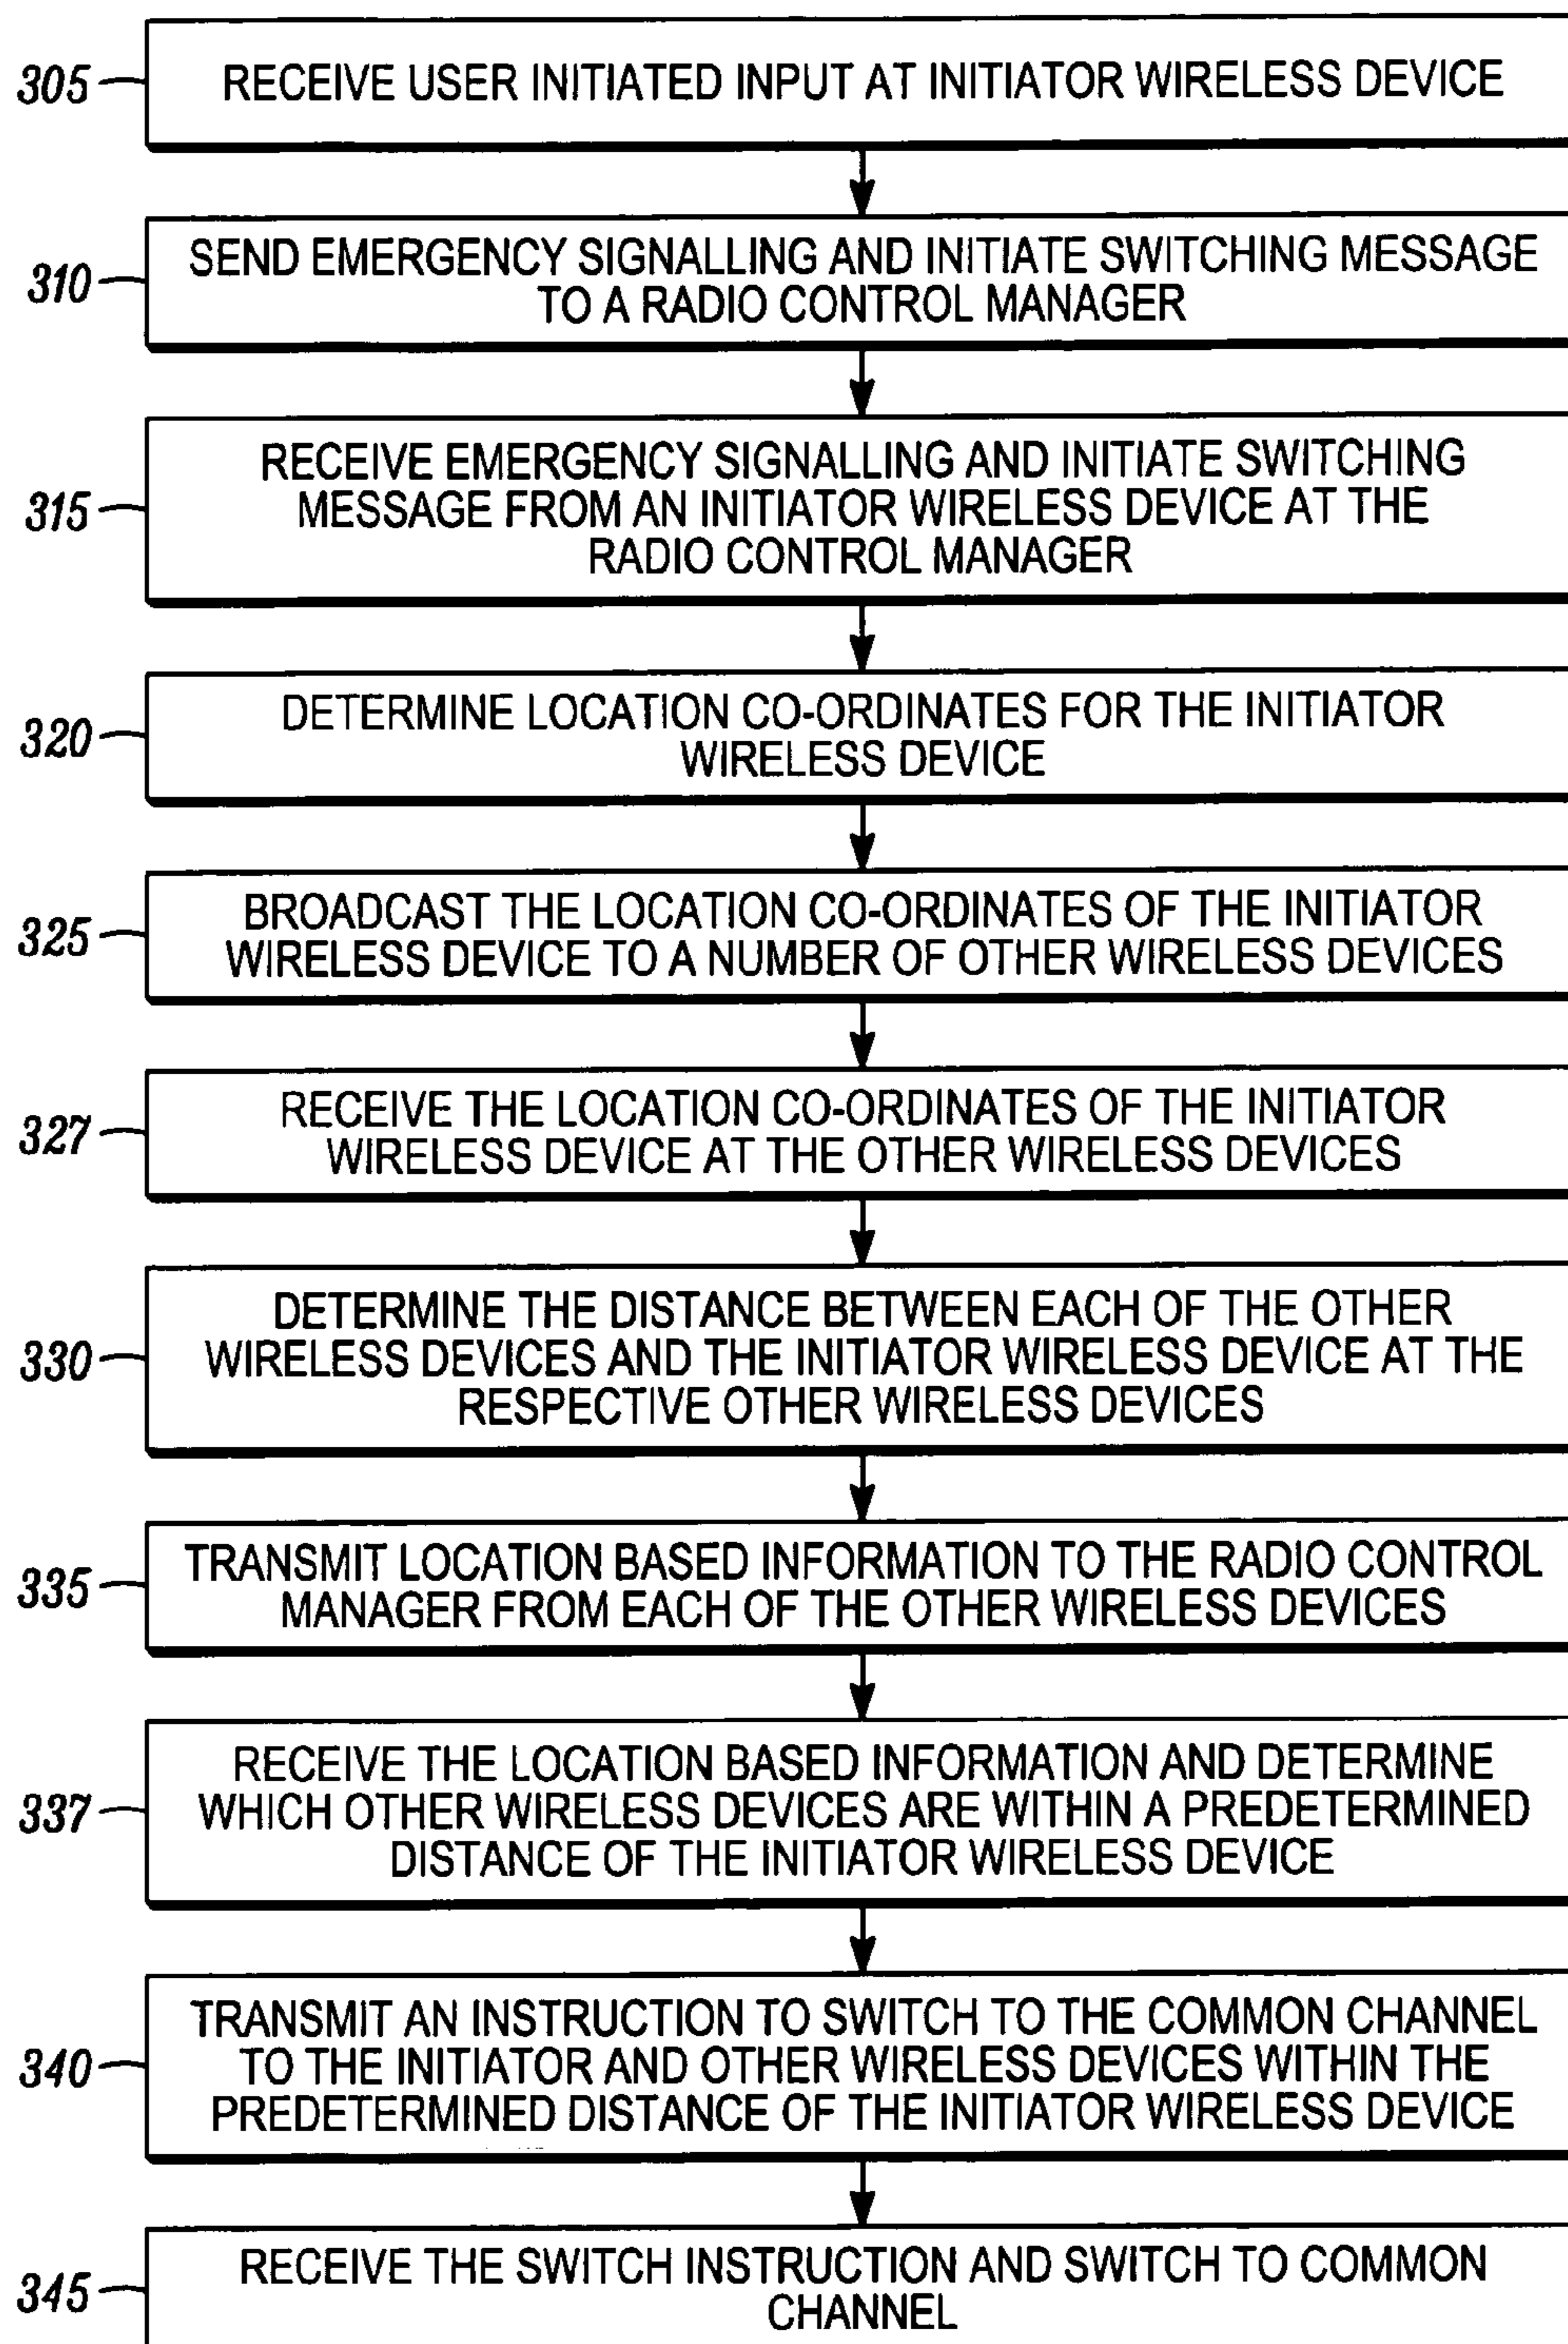 305
RECEIVE USER INITIATED INPUT AT INITIATOR WIRELESS DEVICE
310
SEND EMERGENCY SIGNALLING AND INITIATE SWITCHING MESSAGE
TO A RADIO CONTROL MANAGER
315
RECEIVE EMERGENCY SIGNALLING AND INITIATE SWITCHING
MESSAGE FROM AN INITIATOR WIRELESS DEVICE AT THE
RADIO CONTROL MANAGER
320
DETERMINE LOCATION CO-ORDINATES FOR THE INITIATOR
WIRELESS DEVICE
325
BROADCAST THE LOCATION CO-ORDINATES OF THE INITIATOR
WIRELESS DEVICE TO A NUMBER OF OTHER WIRELESS DEVICES
327
RECEIVE THE LOCATION CO-ORDINATES OF THE INITIATOR
WIRELESS DEVICE AT THE OTHER WIRELESS DEVICES
330
DETERMINE THE DISTANCE BETWEEN EACH OF THE OTHER
WIRELESS DEVICES AND THE INITIATOR WIRELESS DEVICE AT THE
RESPECTIVE OTHER WIRELESS DEVICES
335
TRANSMIT LOCATION BASED INFORMATION TO THE RADIO CONTROL
MANAGER FROM EACH OF THE OTHER WIRELESS DEVICES
337
RECEIVE THE LOCATION BASED INFORMATION AND DETERMINE
WHICH OTHER WIRELESS DEVICES ARE WITHIN A PREDETERMINED
DISTANCE OF THE INITIATOR WIRELESS DEVICE
340
TRANSMIT AN INSTRUCTION TO SWITCH TO THE COMMON CHANNEL
TO THE INITIATOR AND OTHER WIRELESS DEVICES WITHIN THE
PREDETERMINED DISTANCE OF THE INITIATOR WIRELESS DEVICE
345
RECEIVE THE SWITCH INSTRUCTION AND SWITCH TO COMMON
CHANNEL